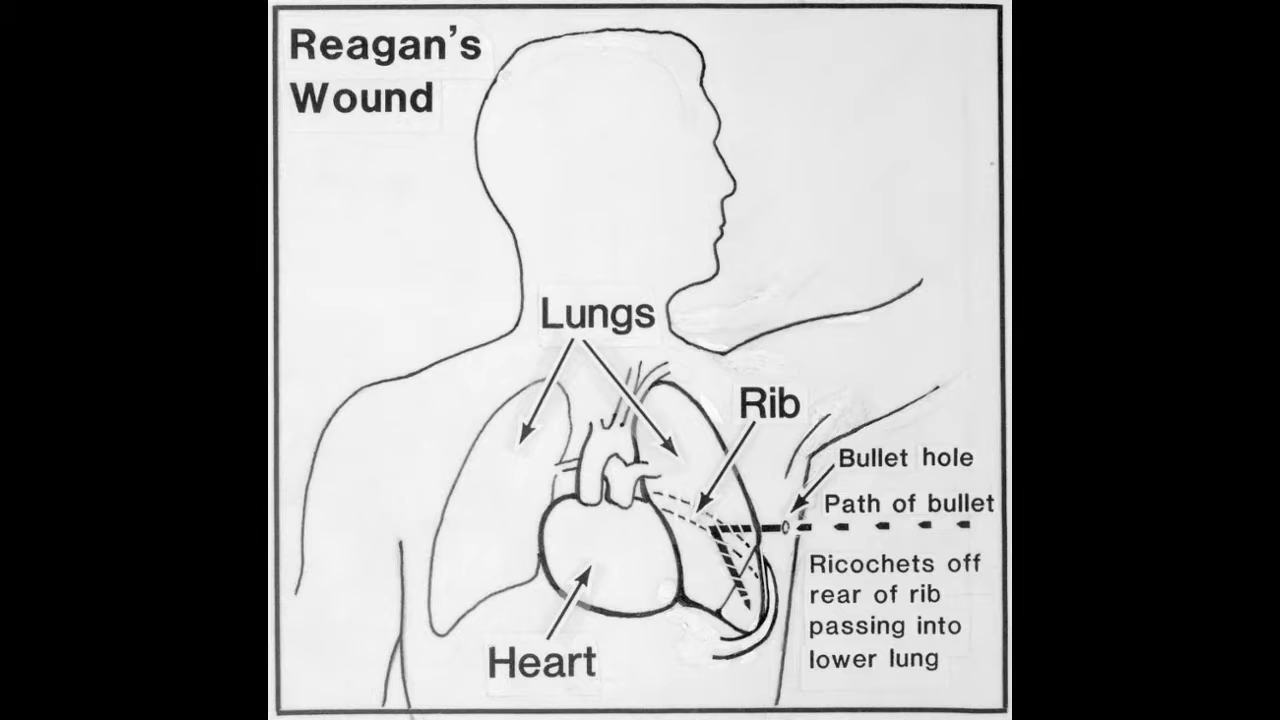 Reagan's
Wound
Lungs
Rib
Bullet hole
Path of bullet
Ricochets off
rear of rib
passing into
lower lung
Heart